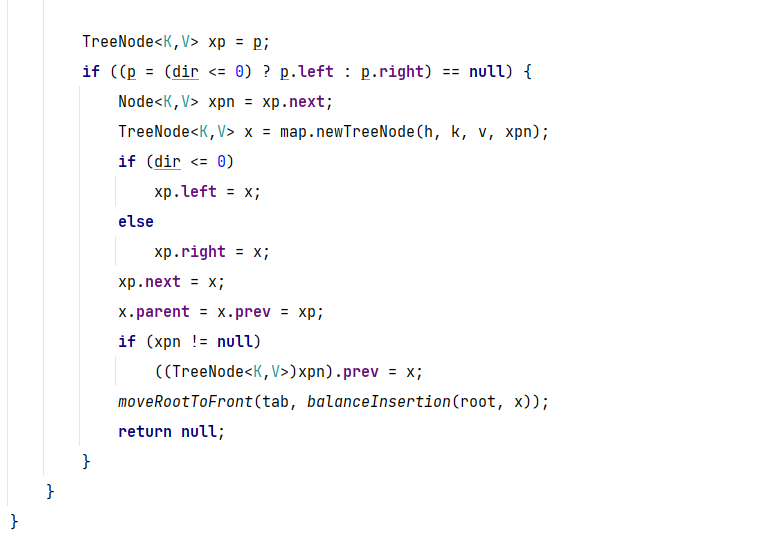 TreeNode<K,V> xp = p;
if ((p = (dir <= 0) ? p.left : p.right) == null) {
    Node<K,V> xpn = xp.next;
    TreeNode<K,V> x = map.newTreeNode(h, k, v, xpn);
    if (dir <= 0)
        xp.left = x;
    else
        xp.right = x;
    xp.next = x;
    x.parent = x.prev = xp;
    if (xpn != null)
        ((TreeNode<K,V>)xpn).prev = x;
    moveRootToFront(tab, balanceInsertion(root, x));
    return null;
}
}
}